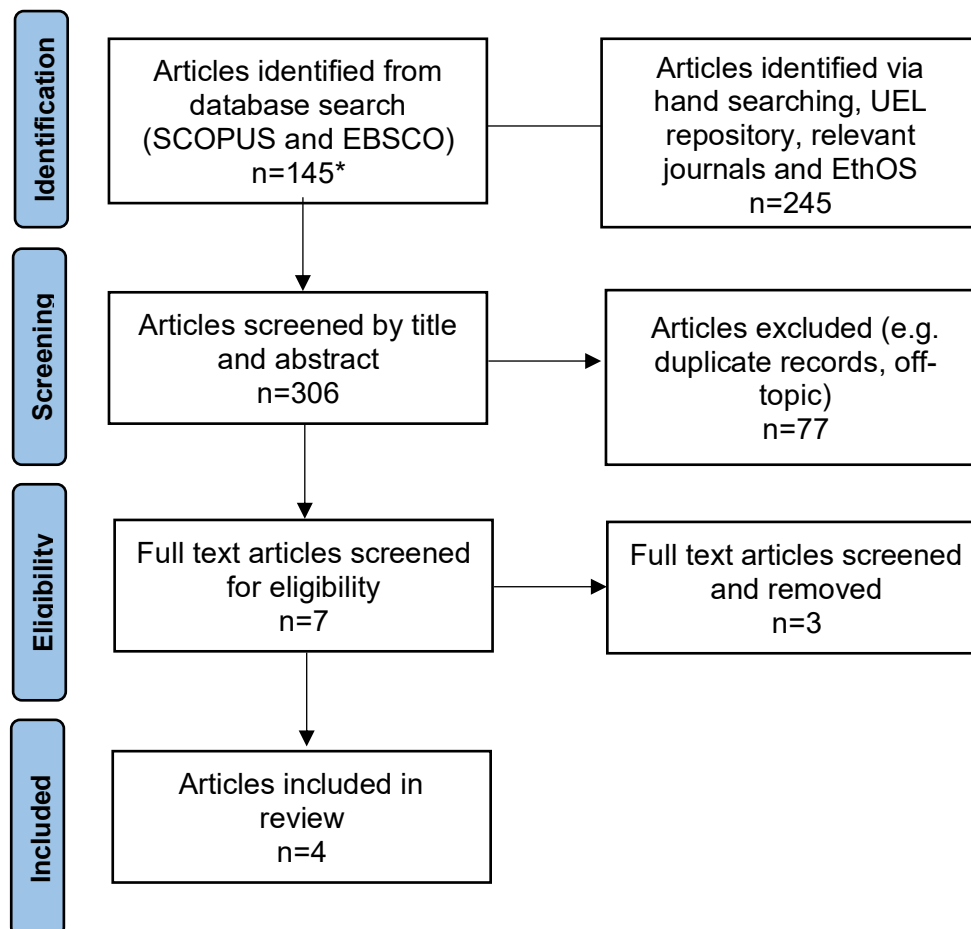 Identification
Articles identified from
database search
(SCOPUS and EBSCO)
n=145*
Articles identified via
hand searching, UEL
repository, relevant
journals and EthOS
n=245
Screening
Articles screened by title
and abstract
n=306
Articles excluded (e.g.
duplicate records, off-
topic)
n=77
Eligibility
Full text articles screened
for eligibility
n=7
Full text articles screened
and removed
n=3
Included
Articles included in
review
n=4